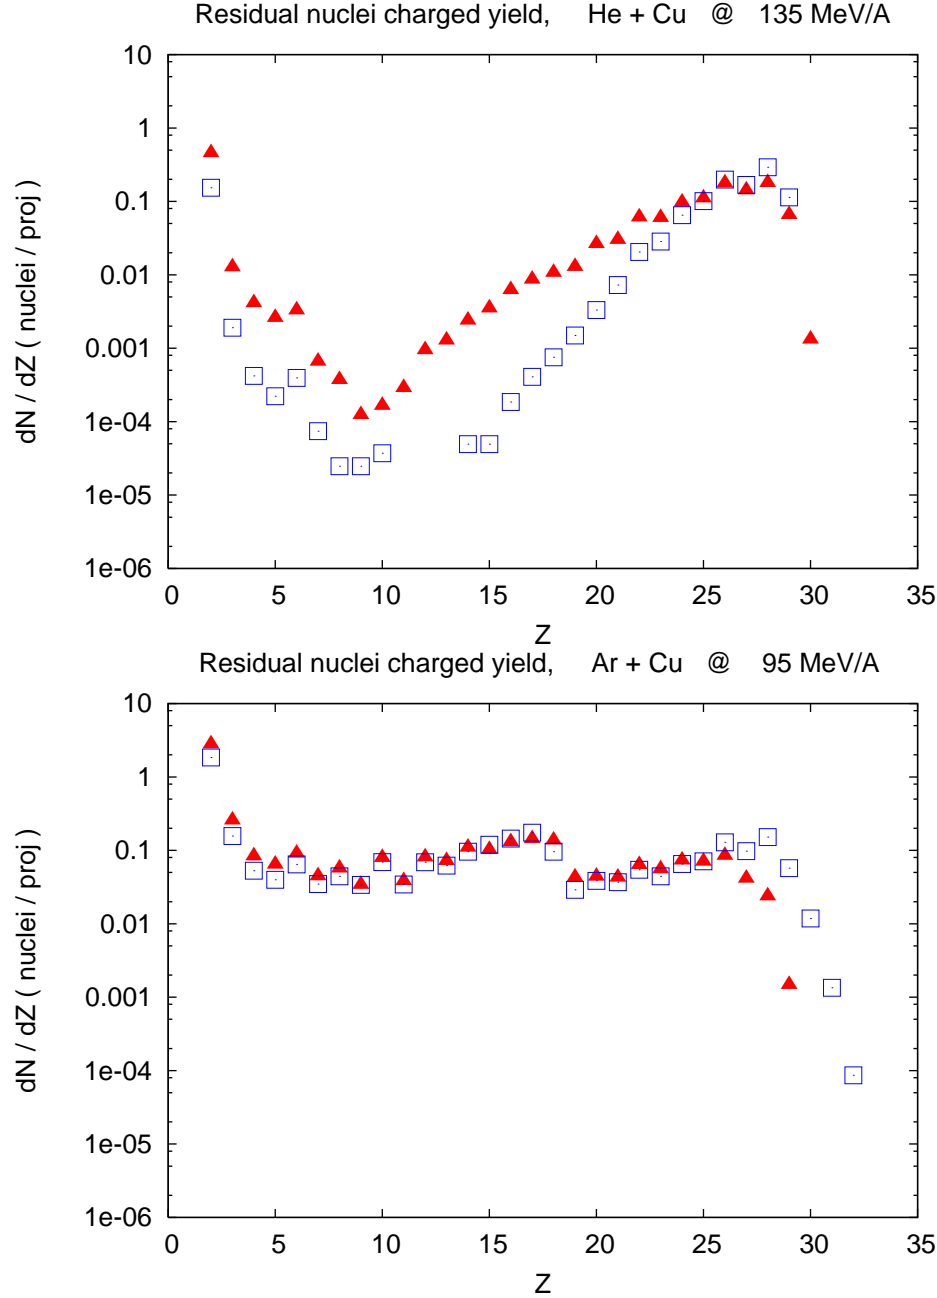 Residual nuclei charged yield, He + Cu @ 135 MeV/A
10
1
0.1
0.01
0.001
1e-04
1e-05
1e-06
dN / dZ ( nuclei / proj )
0 5 10 15 20 25 30 35
Z
Residual nuclei charged yield, Ar + Cu @ 95 MeV/A
10
1
0.1
0.01
0.001
1e-04
1e-05
1e-06
dN / dZ ( nuclei / proj )
0 5 10 15 20 25 30 35
Z